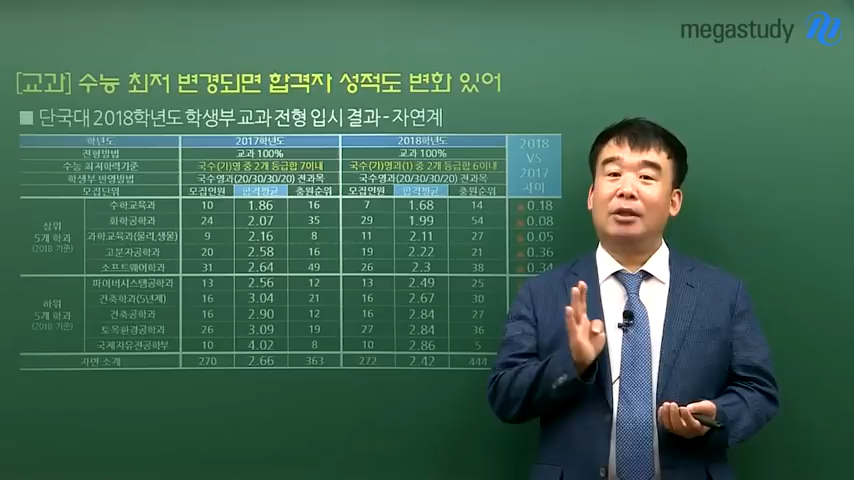 megastudy
[교과] 수능 최저 변경되면 합격자 성적도 변화 있어
■ 단국대 2018학년도 학생부 교과 전형 입시 결과 - 자연계
학년도 2017학년도 2018학년도 2018 VS 2017 차이
전형방법 교과 100% 교과 100%
수능 최저학력기준 국수(가)영 중 2개 등급합 7이내 국수(가)영과(1) 중 2개 등급합 6이내
학생부 반영방법 국수영과(20/30/30/20) 전과목 국수영과(20/30/30/20) 전과목
모집단위 모집인원 합격평균 충원순위 모집인원 합격평균 충원순위
상위 5개 학과 (2018 기준)
수학교육과 10 1.86 16 7 1.68 14 0.18
화학공학과 24 2.07 35 29 1.99 54 0.08
과학교육과(물리,생물) 9 2.16 8 11 2.11 27 0.05
고분자공학과 20 2.58 16 19 2.22 21 0.36
소프트웨어학과 31 2.64 49 26 2.3 38 0.34
하위 5개 학과 (2018 기준)
파이버시스템공학과 13 2.56 12 13 2.49 25
건축학과(5년제) 16 3.04 21 16 2.67 30
건축공학과 16 2.90 12 16 2.84 27
토목환경공학과 26 3.09 19 27 2.84 36
국제자유전공학부 10 4.02 8 10 2.86 5
자연 소계 270 2.66 363 272 2.42 444